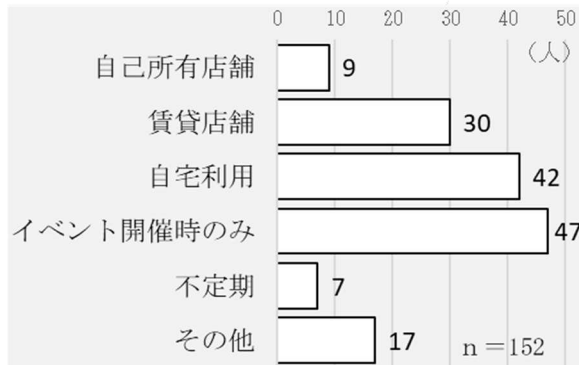 0 10 20 30 40 50
(人)
自己所有店舗 9
賃貸店舗 30
自宅利用 42
イベント開催時のみ 47
不定期 7
その他 17
n=152